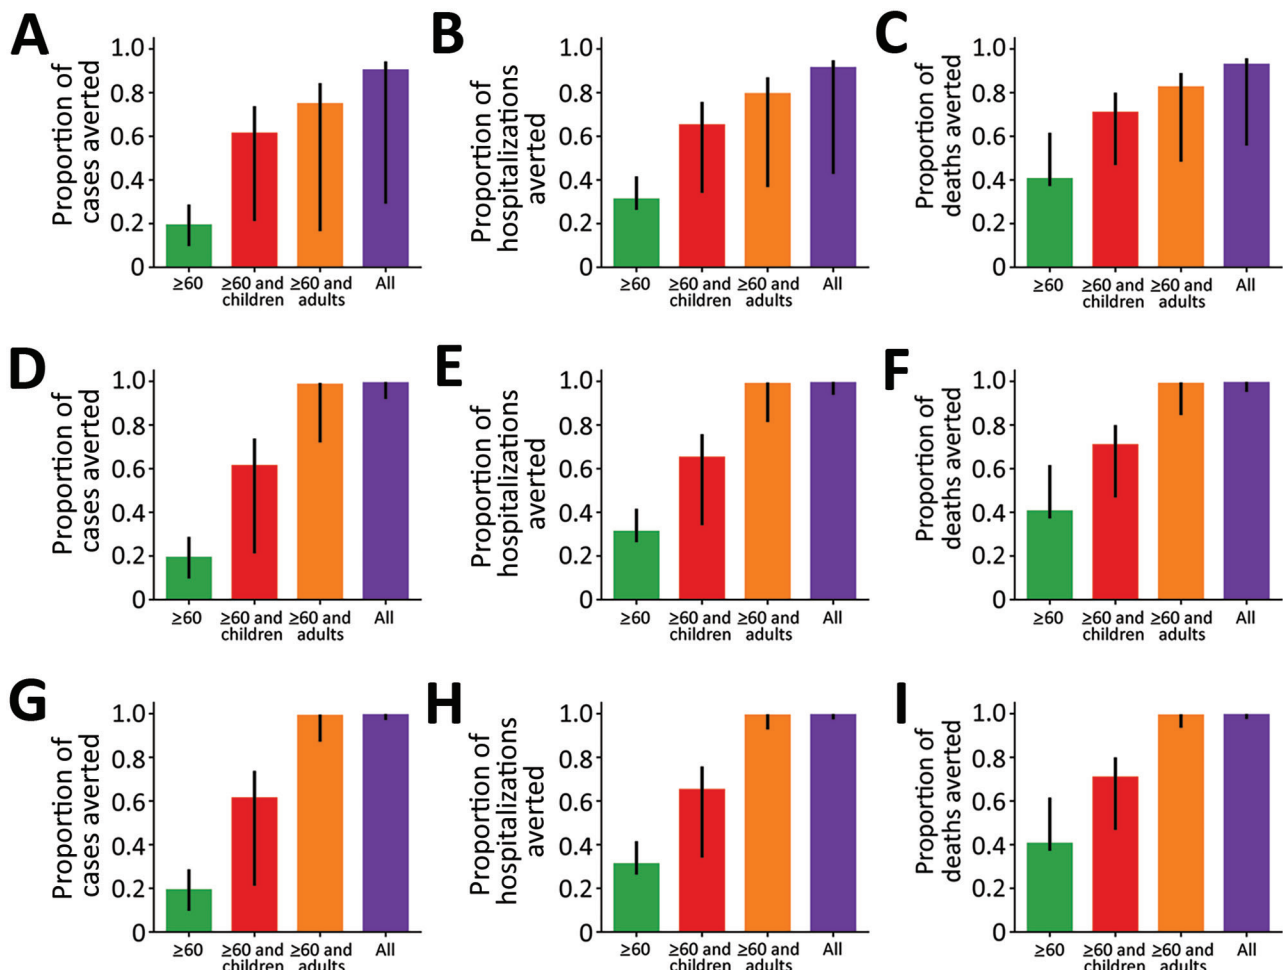 A
Proportion of
cases averted
1.0
0.8
0.6
0.4
0.2
0
≥60
≥60 and
children
≥60 and
adults
All
B
Proportion of
hospitalizations
averted
1.0
0.8
0.6
0.4
0.2
0
≥60
≥60 and
children
≥60 and
adults
All
C
Proportion of
deaths averted
1.0
0.8
0.6
0.4
0.2
0
≥60
≥60 and
children
≥60 and
adults
All
D
Proportion of
cases averted
1.0
0.8
0.6
0.4
0.2
0
≥60
≥60 and
children
≥60 and
adults
All
E
Proportion of
hospitalizations
averted
1.0
0.8
0.6
0.4
0.2
0
≥60
≥60 and
children
≥60 and
adults
All
F
Proportion of
deaths averted
1.0
0.8
0.6
0.4
0.2
0
≥60
≥60 and
children
≥60 and
adults
All
G
Proportion of
cases averted
1.0
0.8
0.6
0.4
0.2
0
≥60
≥60 and
children
≥60 and
adults
All
H
Proportion of
hospitalizations
averted
1.0
0.8
0.6
0.4
0.2
0
≥60
≥60 and
children
≥60 and
adults
All
I
Proportion of
deaths averted
1.0
0.8
0.6
0.4
0.2
0
≥60
≥60 and
children
≥60 and
adults
All